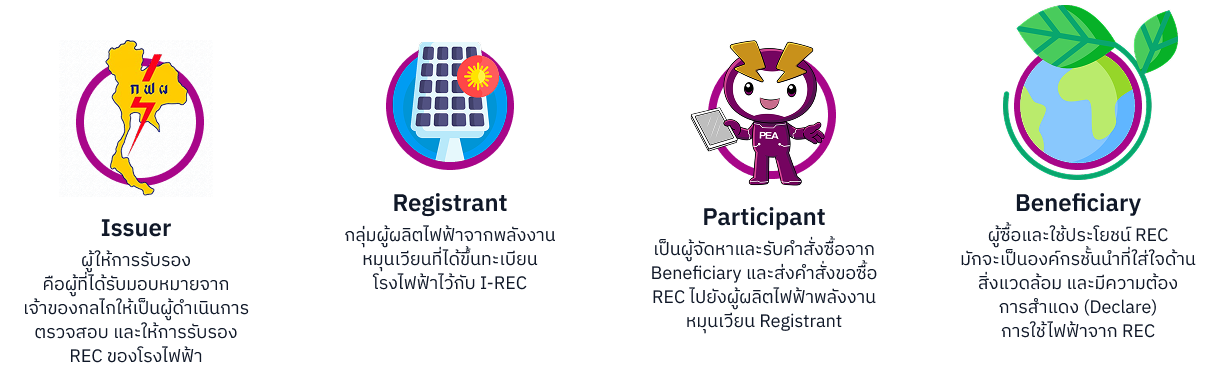 กฟผ
Issuer
ผู้ให้การรับรอง
คือผู้ที่ได้รับมอบหมายจาก
เจ้าของกลไกให้เป็นผู้ดำเนินการ
ตรวจสอบ และให้การรับรอง
REC ของโรงไฟฟ้า
Registrant
กลุ่มผู้ผลิตไฟฟ้าจากพลังงาน
หมุนเวียนที่ได้ขึ้นทะเบียน
โรงไฟฟ้าไว้กับ I-REC
PEA
Participant
เป็นผู้จัดหาและรับคำสั่งซื้อจาก
Beneficiary และส่งคำสั่งขอซื้อ
REC ไปยังผู้ผลิตไฟฟ้าพลังงาน
หมุนเวียน Registrant
Beneficiary
ผู้ซื้อและใช้ประโยชน์ REC
มักจะเป็นองค์กรชั้นนำที่ใส่ใจด้าน
สิ่งแวดล้อม และมีความต้อง
การสำแดง (Declare)
การใช้ไฟฟ้าจาก REC